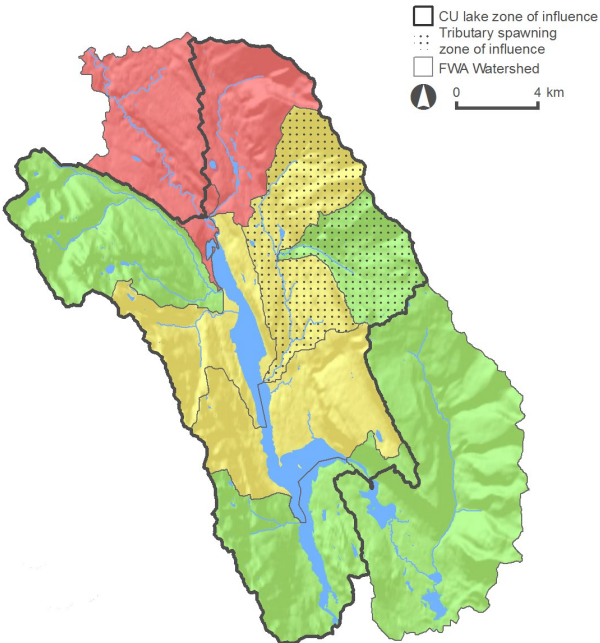 CU lake zone of influence
Tributary spawning
zone of influence
FWA Watershed
0 4 km